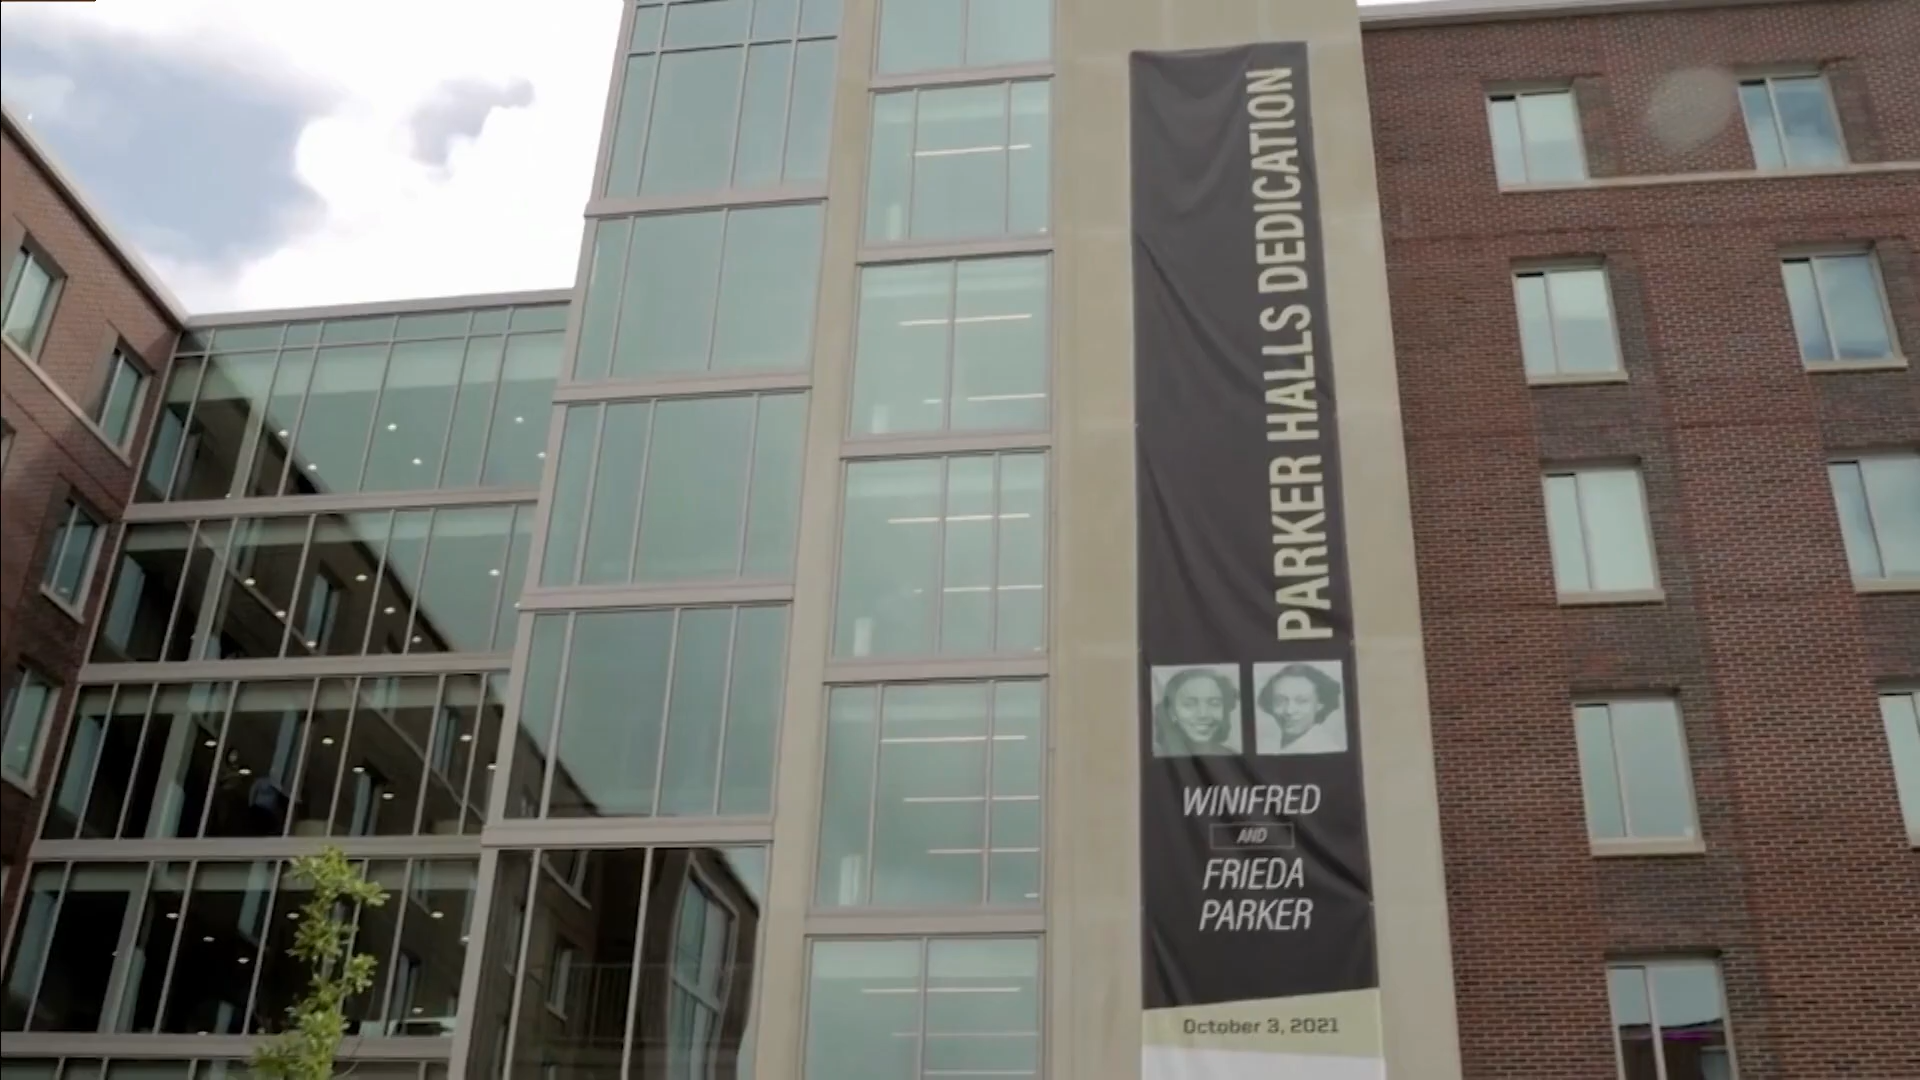 PARKER HALLS DEDICATION
WINIFRED
AND
FRIEDA
PARKER
October 3, 2021